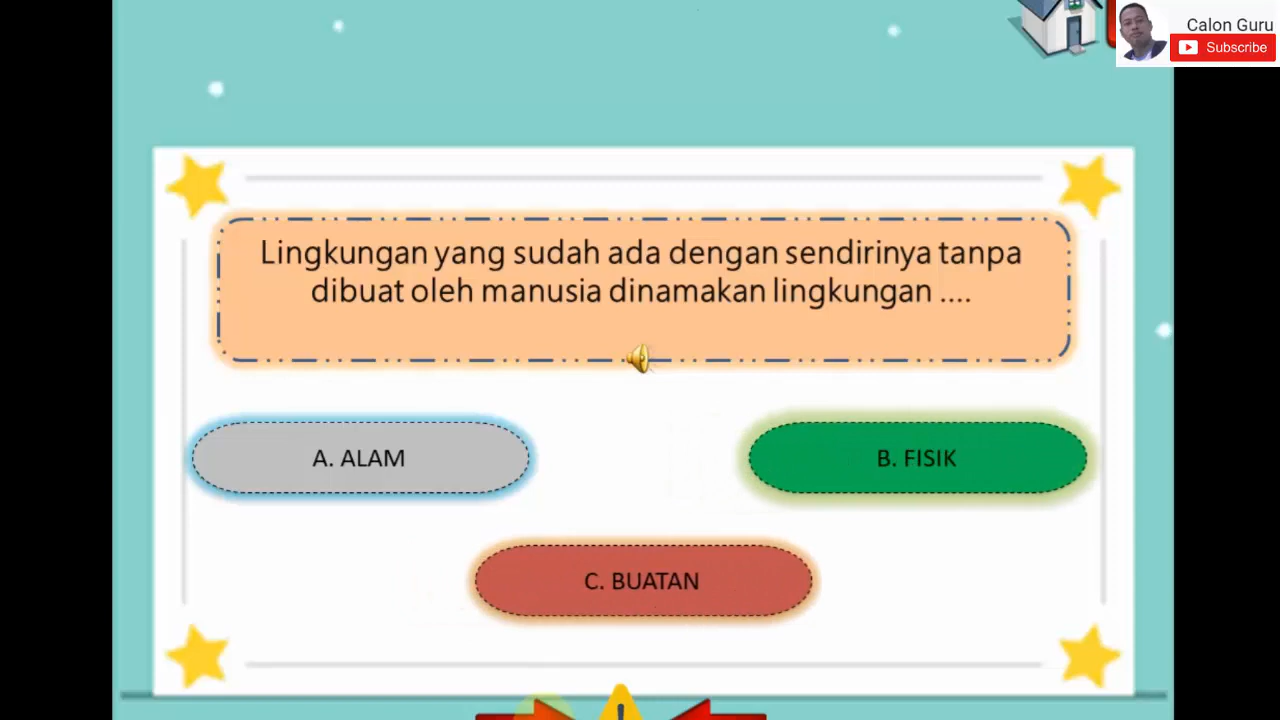 Calon Guru
Subscribe
Lingkungan yang sudah ada dengan sendirinya tanpa
dibuat oleh manusia dinamakan lingkungan ....
A. ALAM
B. FISIK
C. BUATAN